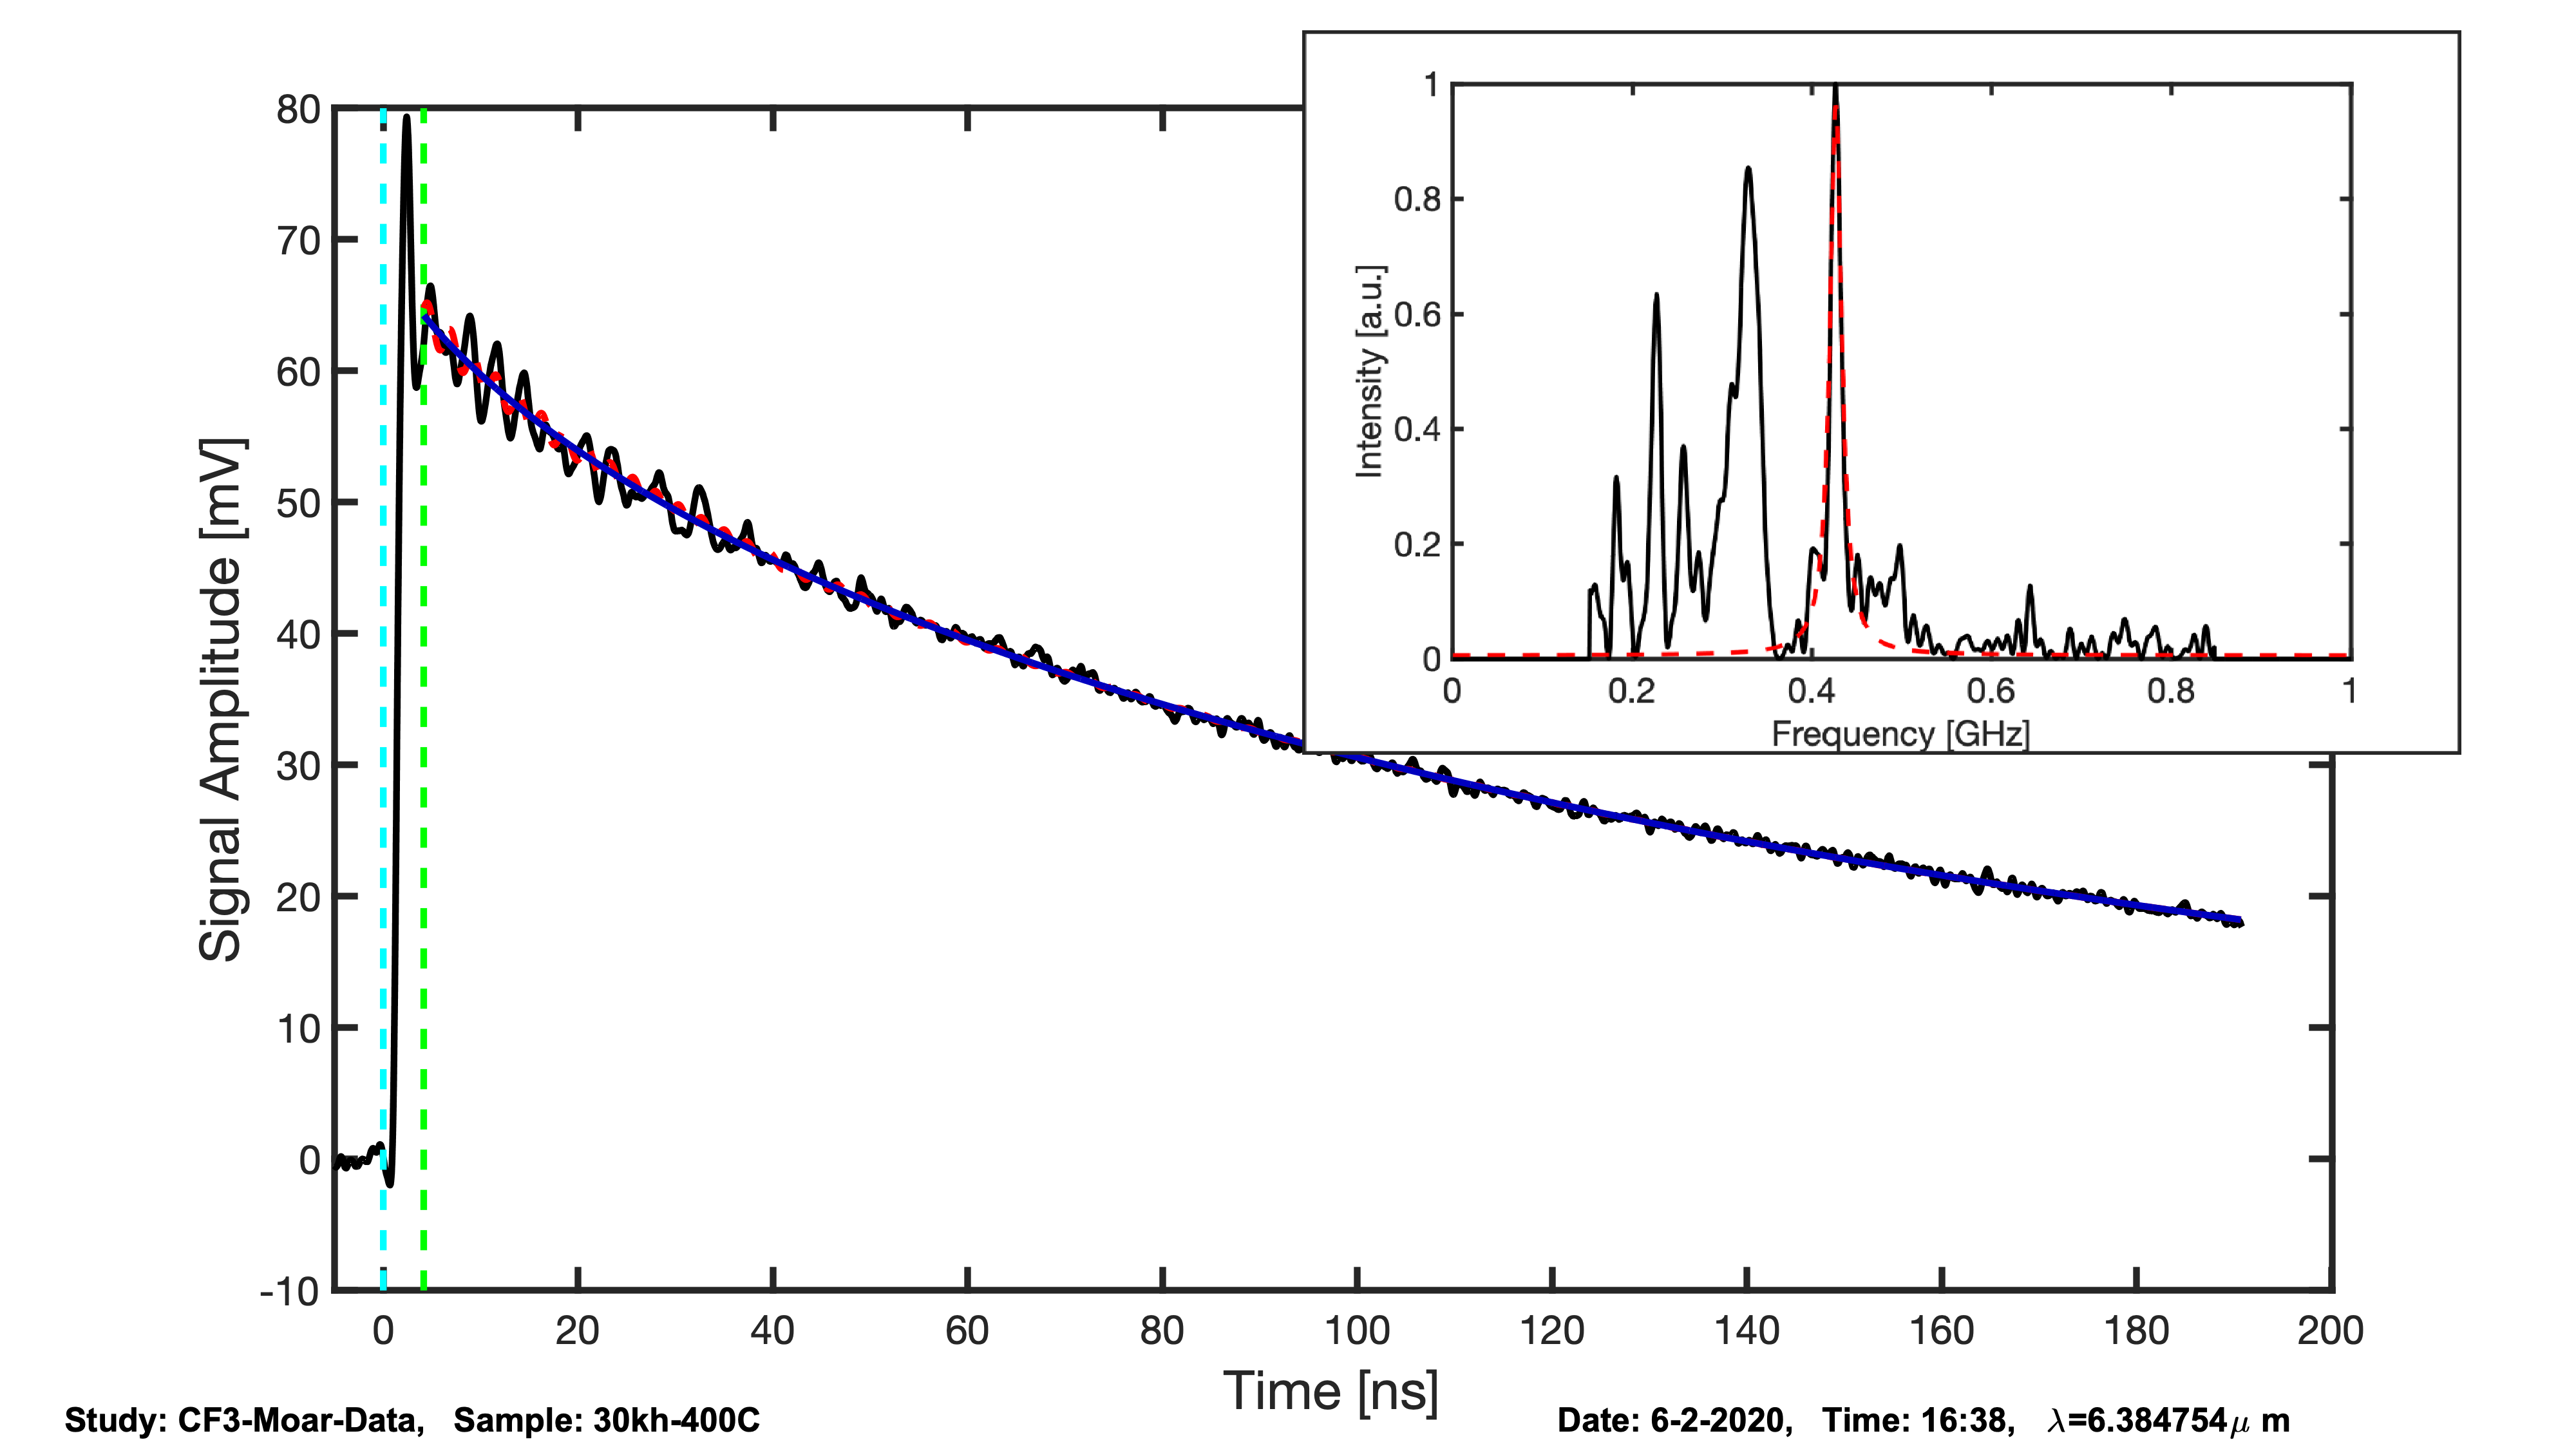 80
70
60
50
40
30
20
10
0
-10
Signal Amplitude [mV]
0 20 40 60 80 100 120 140 160 180 200
Time [ns]
1
0.8
0.6
0.4
0.2
0
Intensity [a.u.]
0 0.2 0.4 0.6 0.8 1
Frequency [GHz]
Study: CF3-Moar-Data, Sample: 30kh-400C
Date: 6-2-2020, Time: 16:38, λ=6.384754μ m